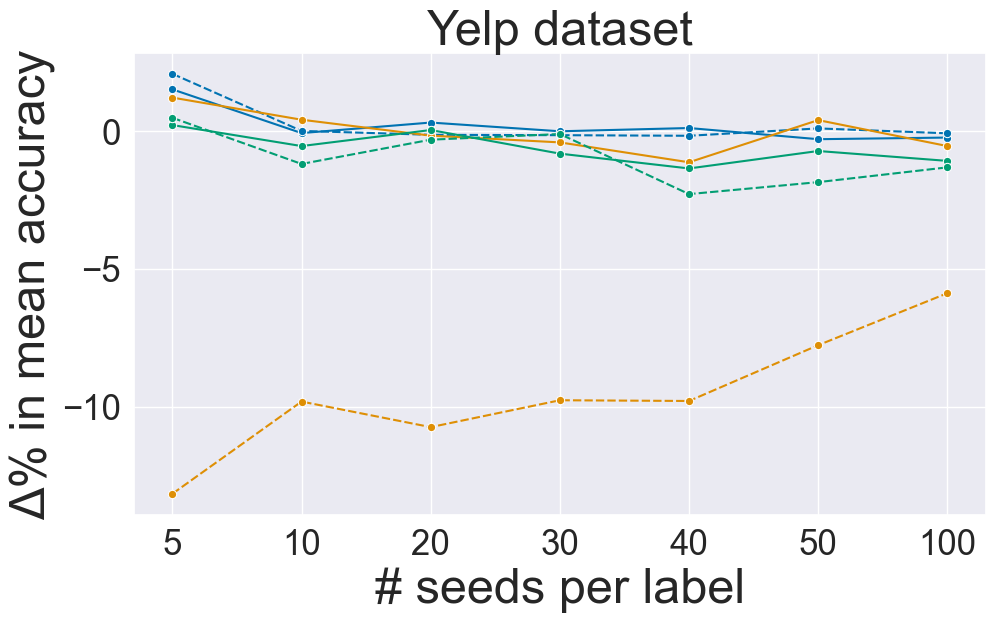 Yelp dataset
Δ% in mean accuracy
0
−5
−10
5 10 20 30 40 50 100
# seeds per label